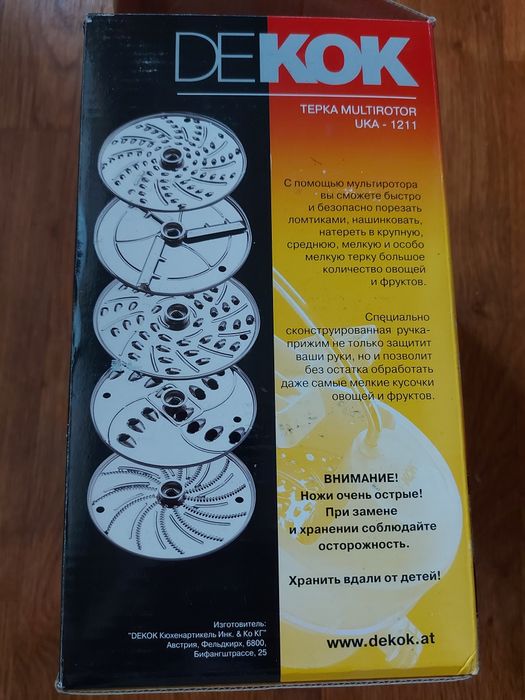 DEKOK
ТЕРКА MULTIROTOR
UKA - 1211
С помощью мультиротора
вы сможете быстро
и безопасно порезать
ломтиками, нашинковать,
натереть в крупную,
среднюю, мелкую и особо
мелкую терку большое
количество овощей
и фруктов.
Специально
сконструированная ручка-
прижим не только защитит
ваши руки, но и позволит
без остатка обработать
даже самые мелкие кусочки
овощей и фруктов.
ВНИМАНИЕ!
Ножи очень острые!
При замене
и хранении соблюдайте
осторожность.
Хранить вдали от детей!
Изготовитель:
"DEKOK Кюхенартикель Инк. & Ко КГ"
Австрия, Фельдкирх, 6800,
Бифангштрассе, 25
www.dekok.at